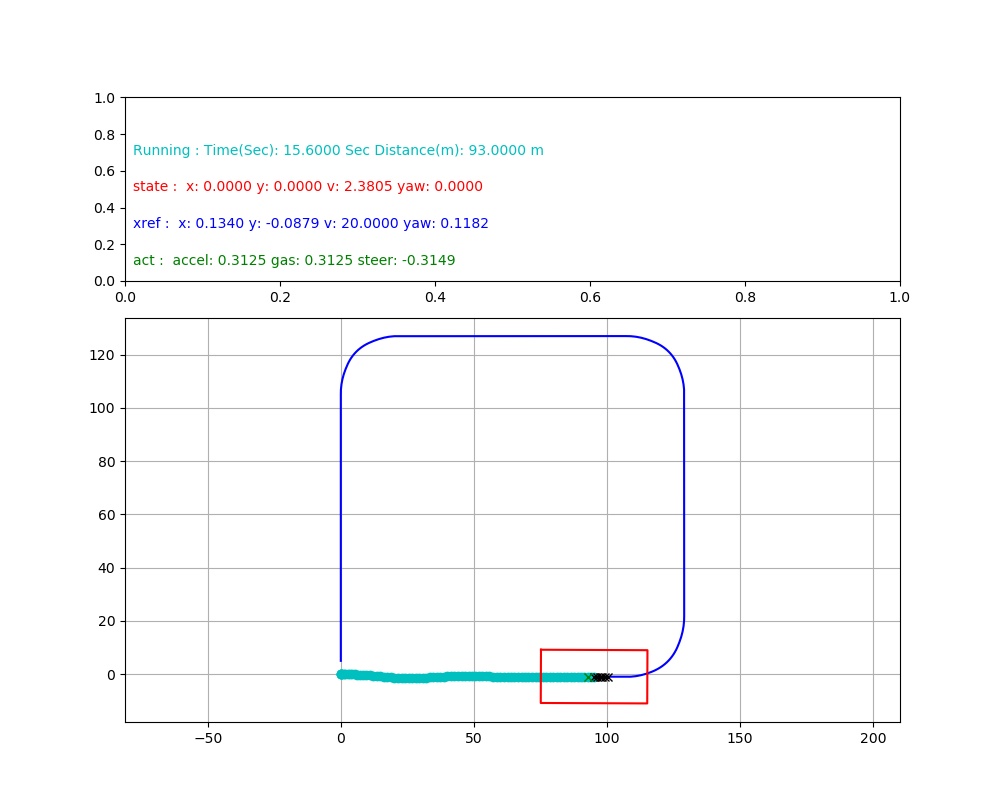 1.0
0.8
Running : Time(Sec): 15.6000 Sec Distance(m): 93.0000 m
0.6
state :  x: 0.0000 y: 0.0000 v: 2.3805 yaw: 0.0000
0.4
xref :  x: 0.1340 y: -0.0879 v: 20.0000 yaw: 0.1182
0.2
act :  accel: 0.3125 gas: 0.3125 steer: -0.3149
0.0
0.0 0.2 0.4 0.6 0.8 1.0
120
100
80
60
40
20
0
−50 0 50 100 150 200